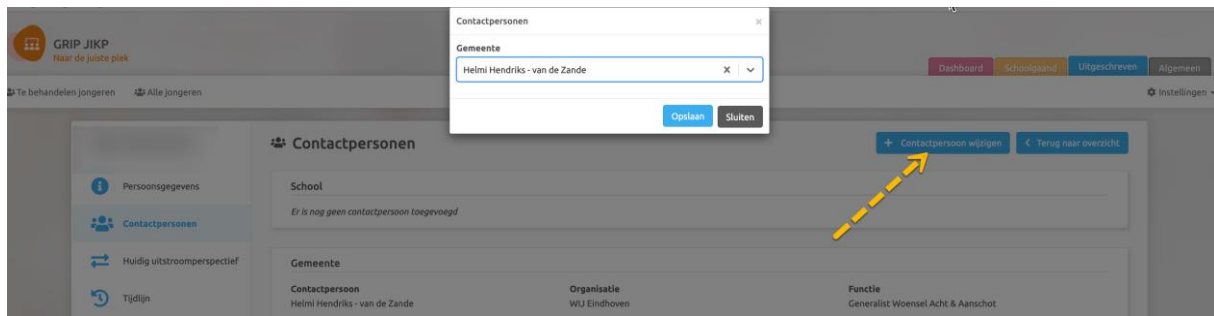 Contactpersonen ×
GRIP JIKP
Naar de juiste plek
Gemeente
Helmi Hendriks - van de Zande X
Dashboard Schoolgaand Uitgeschreven Algemeen
Te behandelen jongeren Alle jongeren
Instellingen
Opslaan Sluiten
Contactpersonen
+ Contactpersoon wijzigen
Terug naar overzicht
Persoonsgegevens
Contactpersonen
Huidig uitstroomperspectief
Tijdlijn
School
Er is nog geen contactpersoon toegevoegd
Gemeente
Contactpersoon Organisatie Functie
Helmi Hendriks - van de Zande WIJ Eindhoven Generalist Woensel Acht & Aanschot